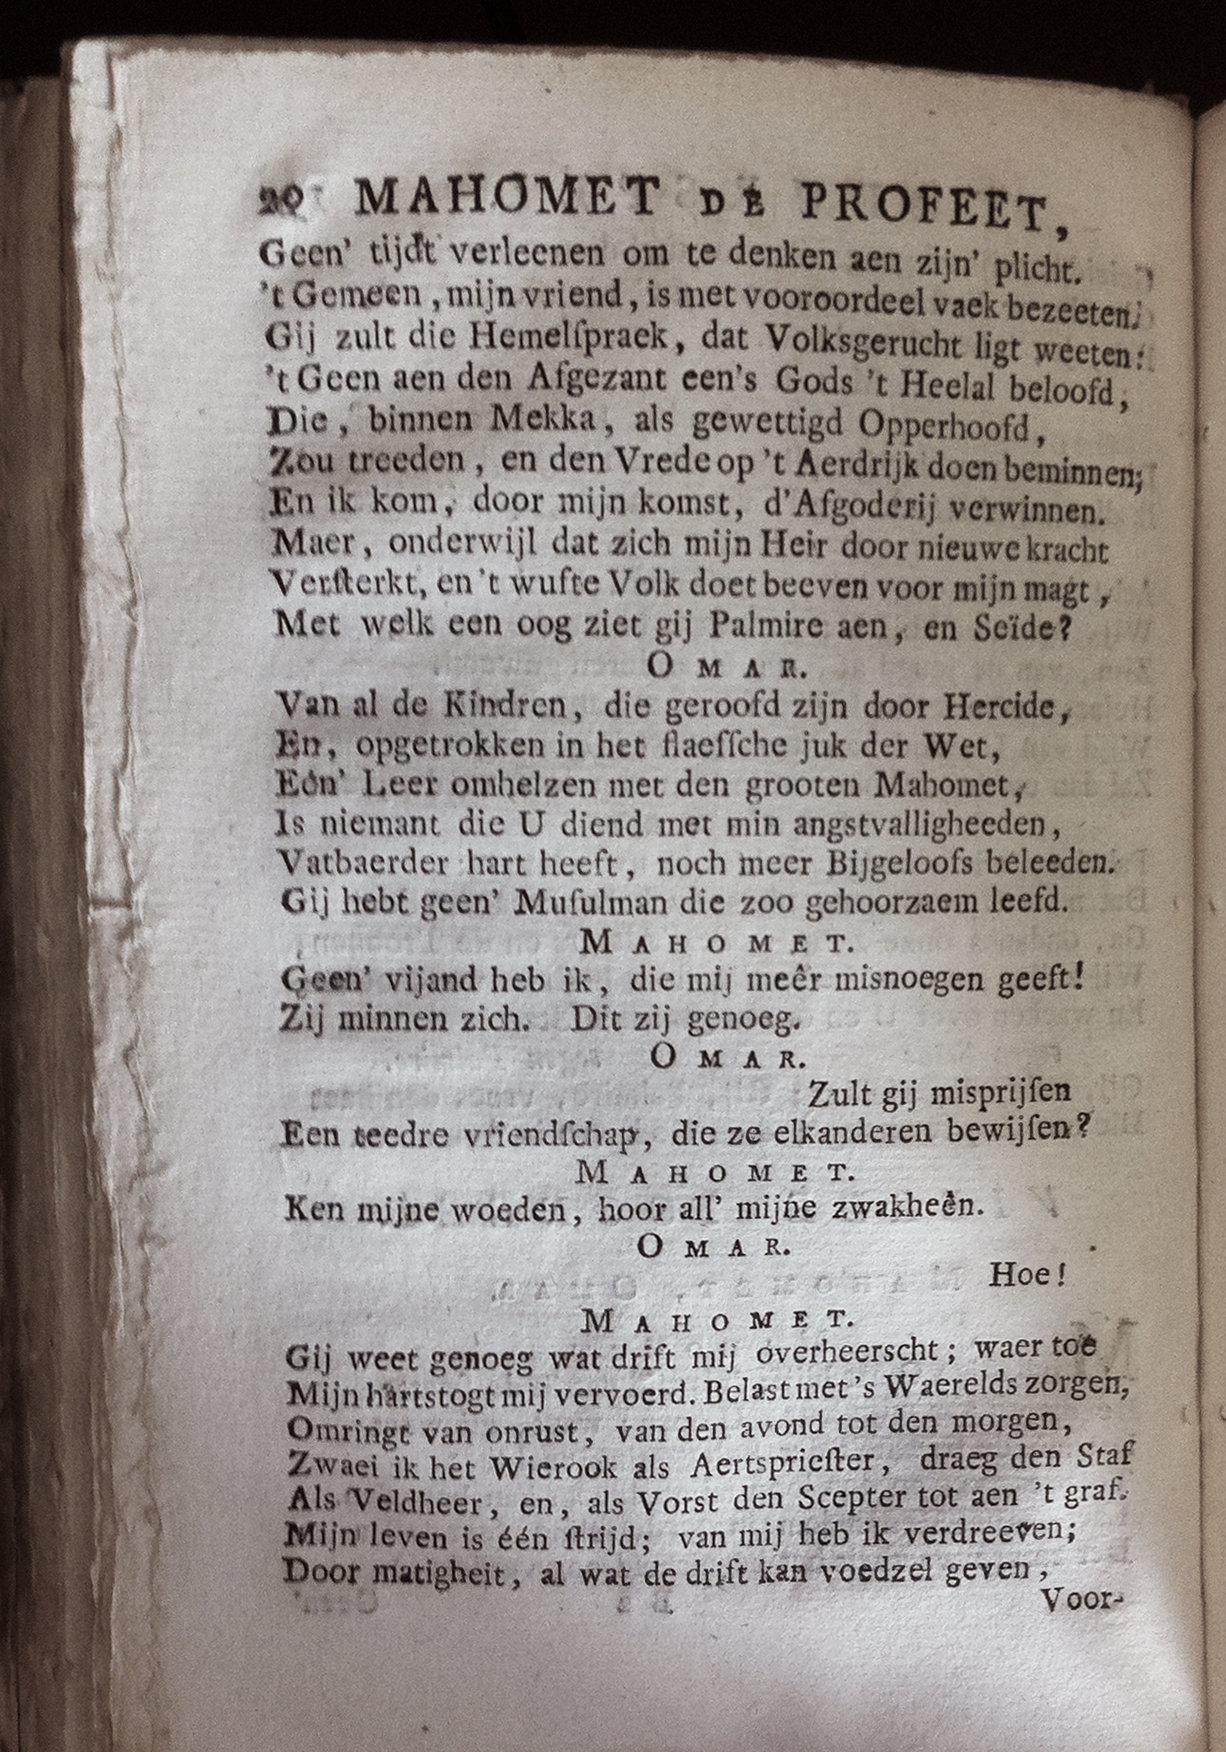 20 MAHOMET DE PROFEET,
Geen' tijdt verleenen om te denken aen zijn' plicht.
't Gemeen, mijn vriend, is met vooroordeel vaek bezeeten.
Gij zult die Hemelſpraek, dat Volksgerucht ligt weeten:
't Geen aen den Afgezant een's Gods 't Heelal beloofd,
Die, binnen Mekka, als gewettigd Opperhoofd,
Zou treeden, en den Vrede op 't Aerdrijk doen beminnen;
En ik kom, door mijn komst, d'Afgoderij verwinnen.
Maer, onderwijl dat zich mijn Heir door nieuwe kracht
Verſterkt, en 't wufte Volk doet beeven voor mijn magt,
Met welk een oog ziet gij Palmire aen, en Seïde?
OMAR.
Van al de Kindren, die geroofd zijn door Hercide,
En, opgetrokken in het ſlaefſche juk der Wet,
Eén' Leer omhelzen met den grooten Mahomet,
Is niemant die U diend met min angstvalligheeden,
Vatbaerder hart heeft, noch meer Bijgeloofs beleeden.
Gij hebt geen' Muſulman die zoo gehoorzaem leefd.
MAHOMET.
Geen' vijand heb ik, die mij meêr misnoegen geeft!
Zij minnen zich. Dit zij genoeg.
OMAR.
Zult gij misprijſen
Een teedre vriendſchap, die ze elkanderen bewijſen?
MAHOMET.
Ken mijne woeden, hoor all' mijne zwakheên.
OMAR.
Hoe!
MAHOMET.
Gij weet genoeg wat drift mij overheerscht; waer toe
Mijn hartstogt mij vervoerd. Belast met 's Waerelds zorgen,
Omringt van onrust, van den avond tot den morgen,
Zwaei ik het Wierook als Aertsprieſter, draeg den Staf
Als Veldheer, en, als Vorst den Scepter tot aen 't graf.
Mijn leven is één ſtrijd; van mij heb ik verdreeven;
Door matigheit, al wat de drift kan voedzel geven,
Voor-